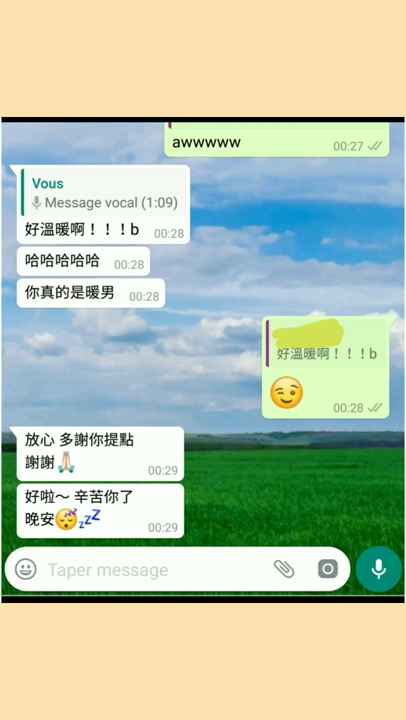 awwwww
00:27
Vous
Message vocal (1:09)
好溫暖啊！！！b
00:28
哈哈哈哈哈
00:28
你真的是暖男
00:28
好溫暖啊！！！b
😉
00:28
放心 多謝你提點
謝謝🙏🏻
00:29
好啦～ 辛苦你了
晚安😴💤
00:29
Taper message